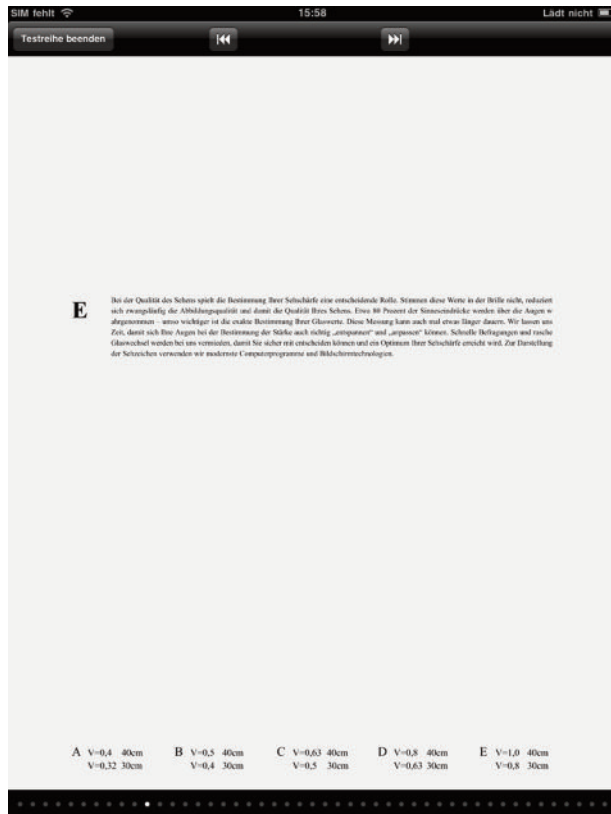 SIM fehlt 15:58 Lädt nicht
Testreihe beenden
E
Bei der Qualität des Sehens spielt die Bestimmung Ihrer Sehschärfe eine entscheidende Rolle. Stimmen diese Werte in der Brille nicht, reduziert
sich zwangsläufig die Abbildungsqualität und damit die Qualität Ihres Sehens. Etwa 80 Prozent der Sinneseindrücke werden über die Augen w
ahrgenommen – umso wichtiger ist die exakte Bestimmung Ihrer Glaswerte. Diese Messung kann auch mal etwas länger dauern. Wir lassen uns
Zeit, damit sich Ihre Augen bei der Bestimmung der Stärke auch richtig „entspannen“ und „anpassen“ können. Schnelle Befragungen und rasche
Glaswechsel werden bei uns vermieden, damit Sie sicher mit entscheiden können und ein Optimum Ihrer Sehschärfe erreicht wird. Zur Darstellung
der Sehzeichen verwenden wir modernste Computerprogramme und Bildschirmtechnologien.
A V=0,4 40cm B V=0,5 40cm C V=0,63 40cm D V=0,8 40cm E V=1,0 40cm
V=0,32 30cm V=0,4 30cm V=0,5 30cm V=0,63 30cm V=0,8 30cm